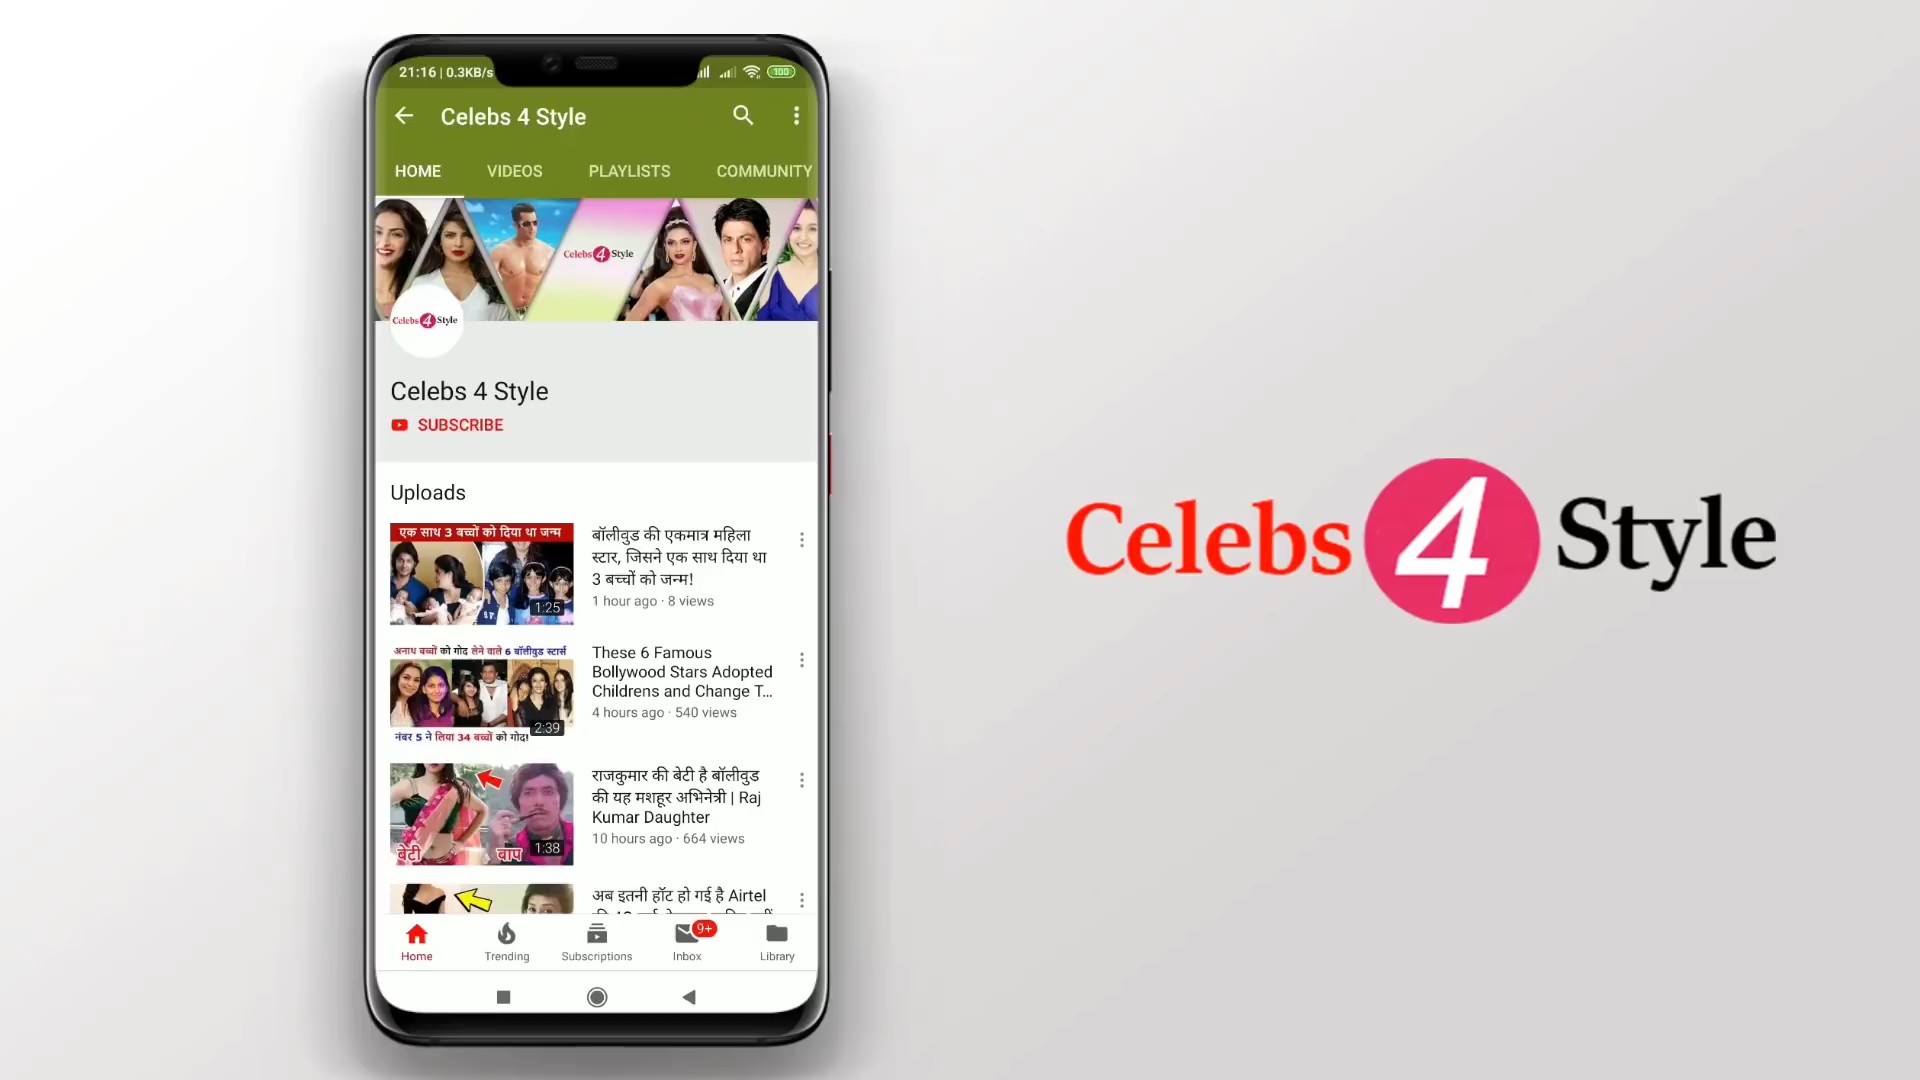 21:16 | 0.3KB/s
100
Celebs 4 Style
HOME VIDEOS PLAYLISTS COMMUNITY
Celebs 4 Style
Celebs 4 Style
Celebs 4 Style
SUBSCRIBE
Uploads
एक साथ 3 बच्चों को दिया था जन्म
1:25
बॉलीवुड की एकमात्र महिला
स्टार, जिसने एक साथ दिया था
3 बच्चों को जन्म!
1 hour ago · 8 views
अनाथ बच्चों को गोद लेने वाले 6 बॉलीवुड स्टार्स
2:39
नंबर 5 ने लिया 34 बच्चों को गोद!
These 6 Famous
Bollywood Stars Adopted
Childrens and Change T...
4 hours ago · 540 views
बेटी
बाप
1:38
राजकुमार की बेटी है बॉलीवुड
की यह मशहूर अभिनेत्री | Raj
Kumar Daughter
10 hours ago · 664 views
अब इतनी हॉट हो गई है Airtel
9+
Home Trending Subscriptions Inbox Library
Celebs 4 Style